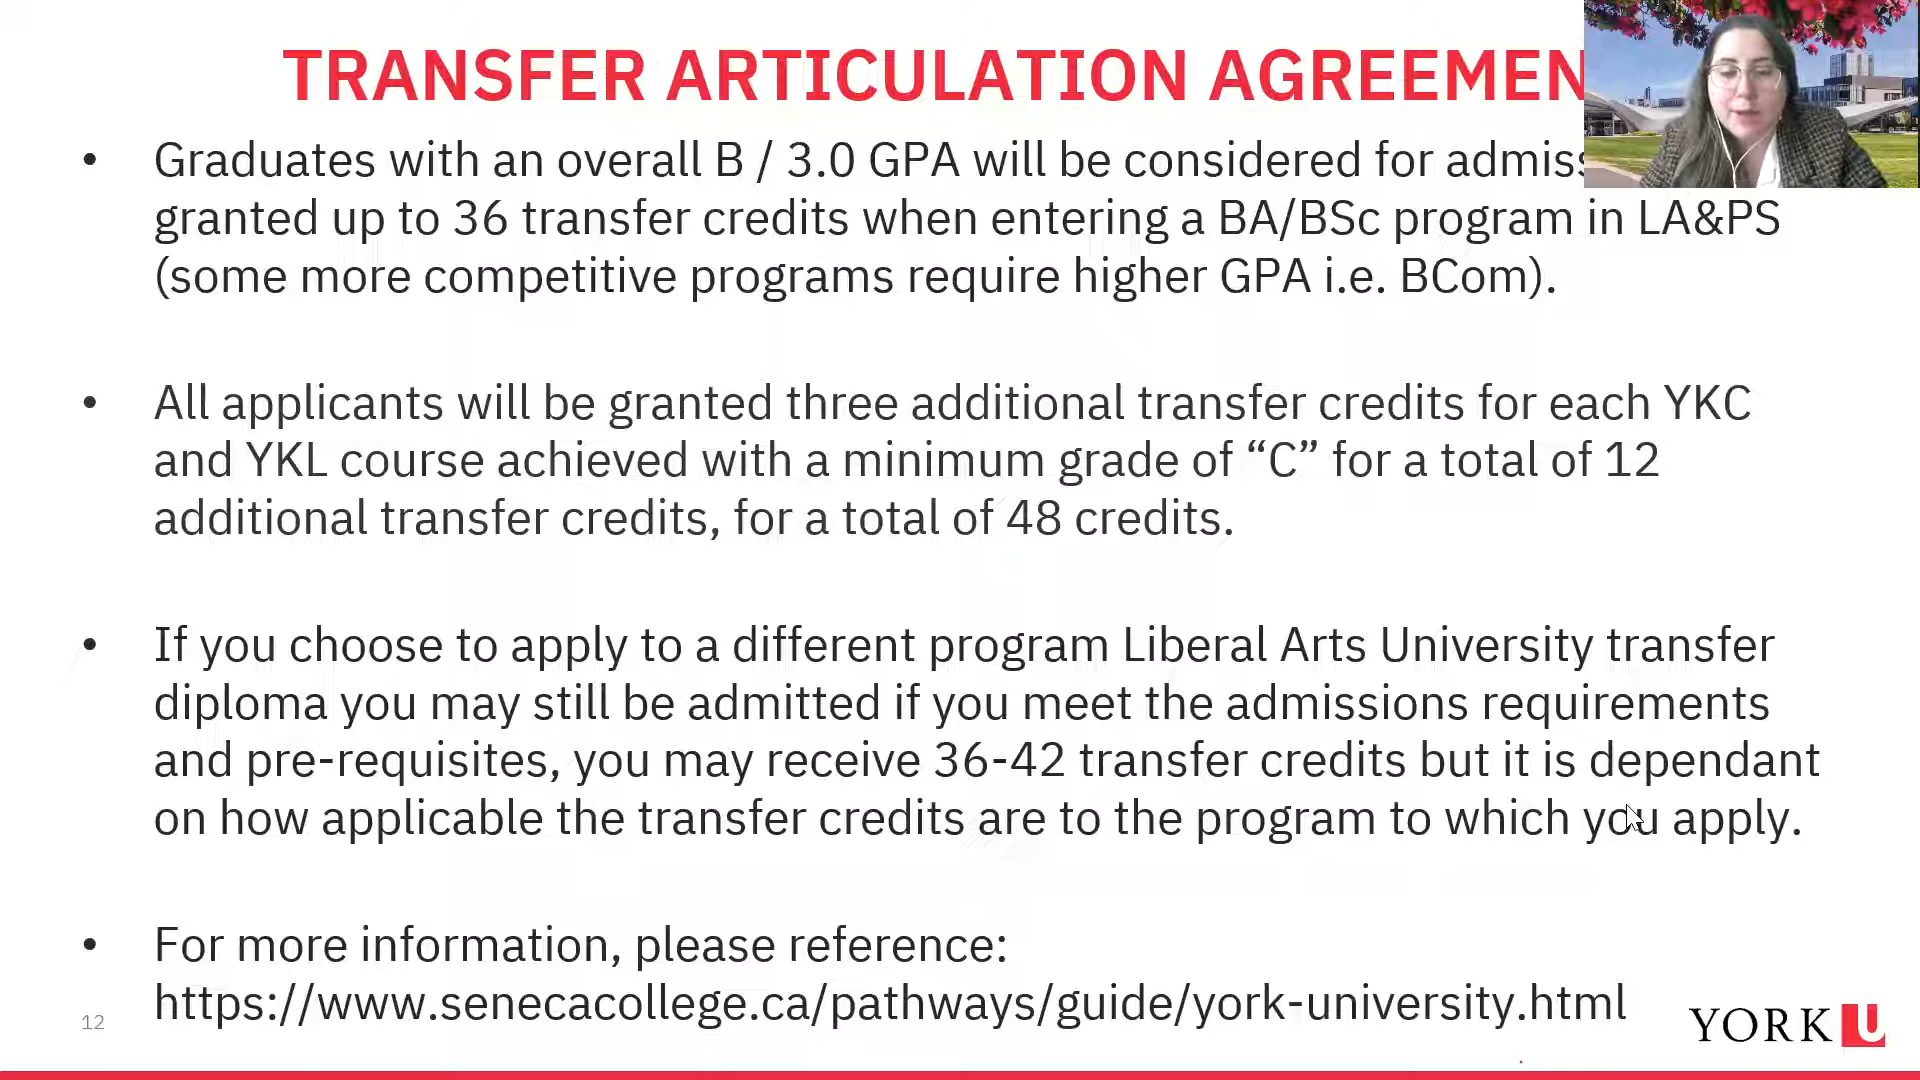 TRANSFER ARTICULATION AGREEMEN
• Graduates with an overall B / 3.0 GPA will be considered for admiss
granted up to 36 transfer credits when entering a BA/BSc program in LA&PS
(some more competitive programs require higher GPA i.e. BCom).
• All applicants will be granted three additional transfer credits for each YKC
and YKL course achieved with a minimum grade of “C” for a total of 12
additional transfer credits, for a total of 48 credits.
• If you choose to apply to a different program Liberal Arts University transfer
diploma you may still be admitted if you meet the admissions requirements
and pre-requisites, you may receive 36-42 transfer credits but it is dependant
on how applicable the transfer credits are to the program to which you apply.
• For more information, please reference:
https://www.senecacollege.ca/pathways/guide/york-university.html
12
YORK U